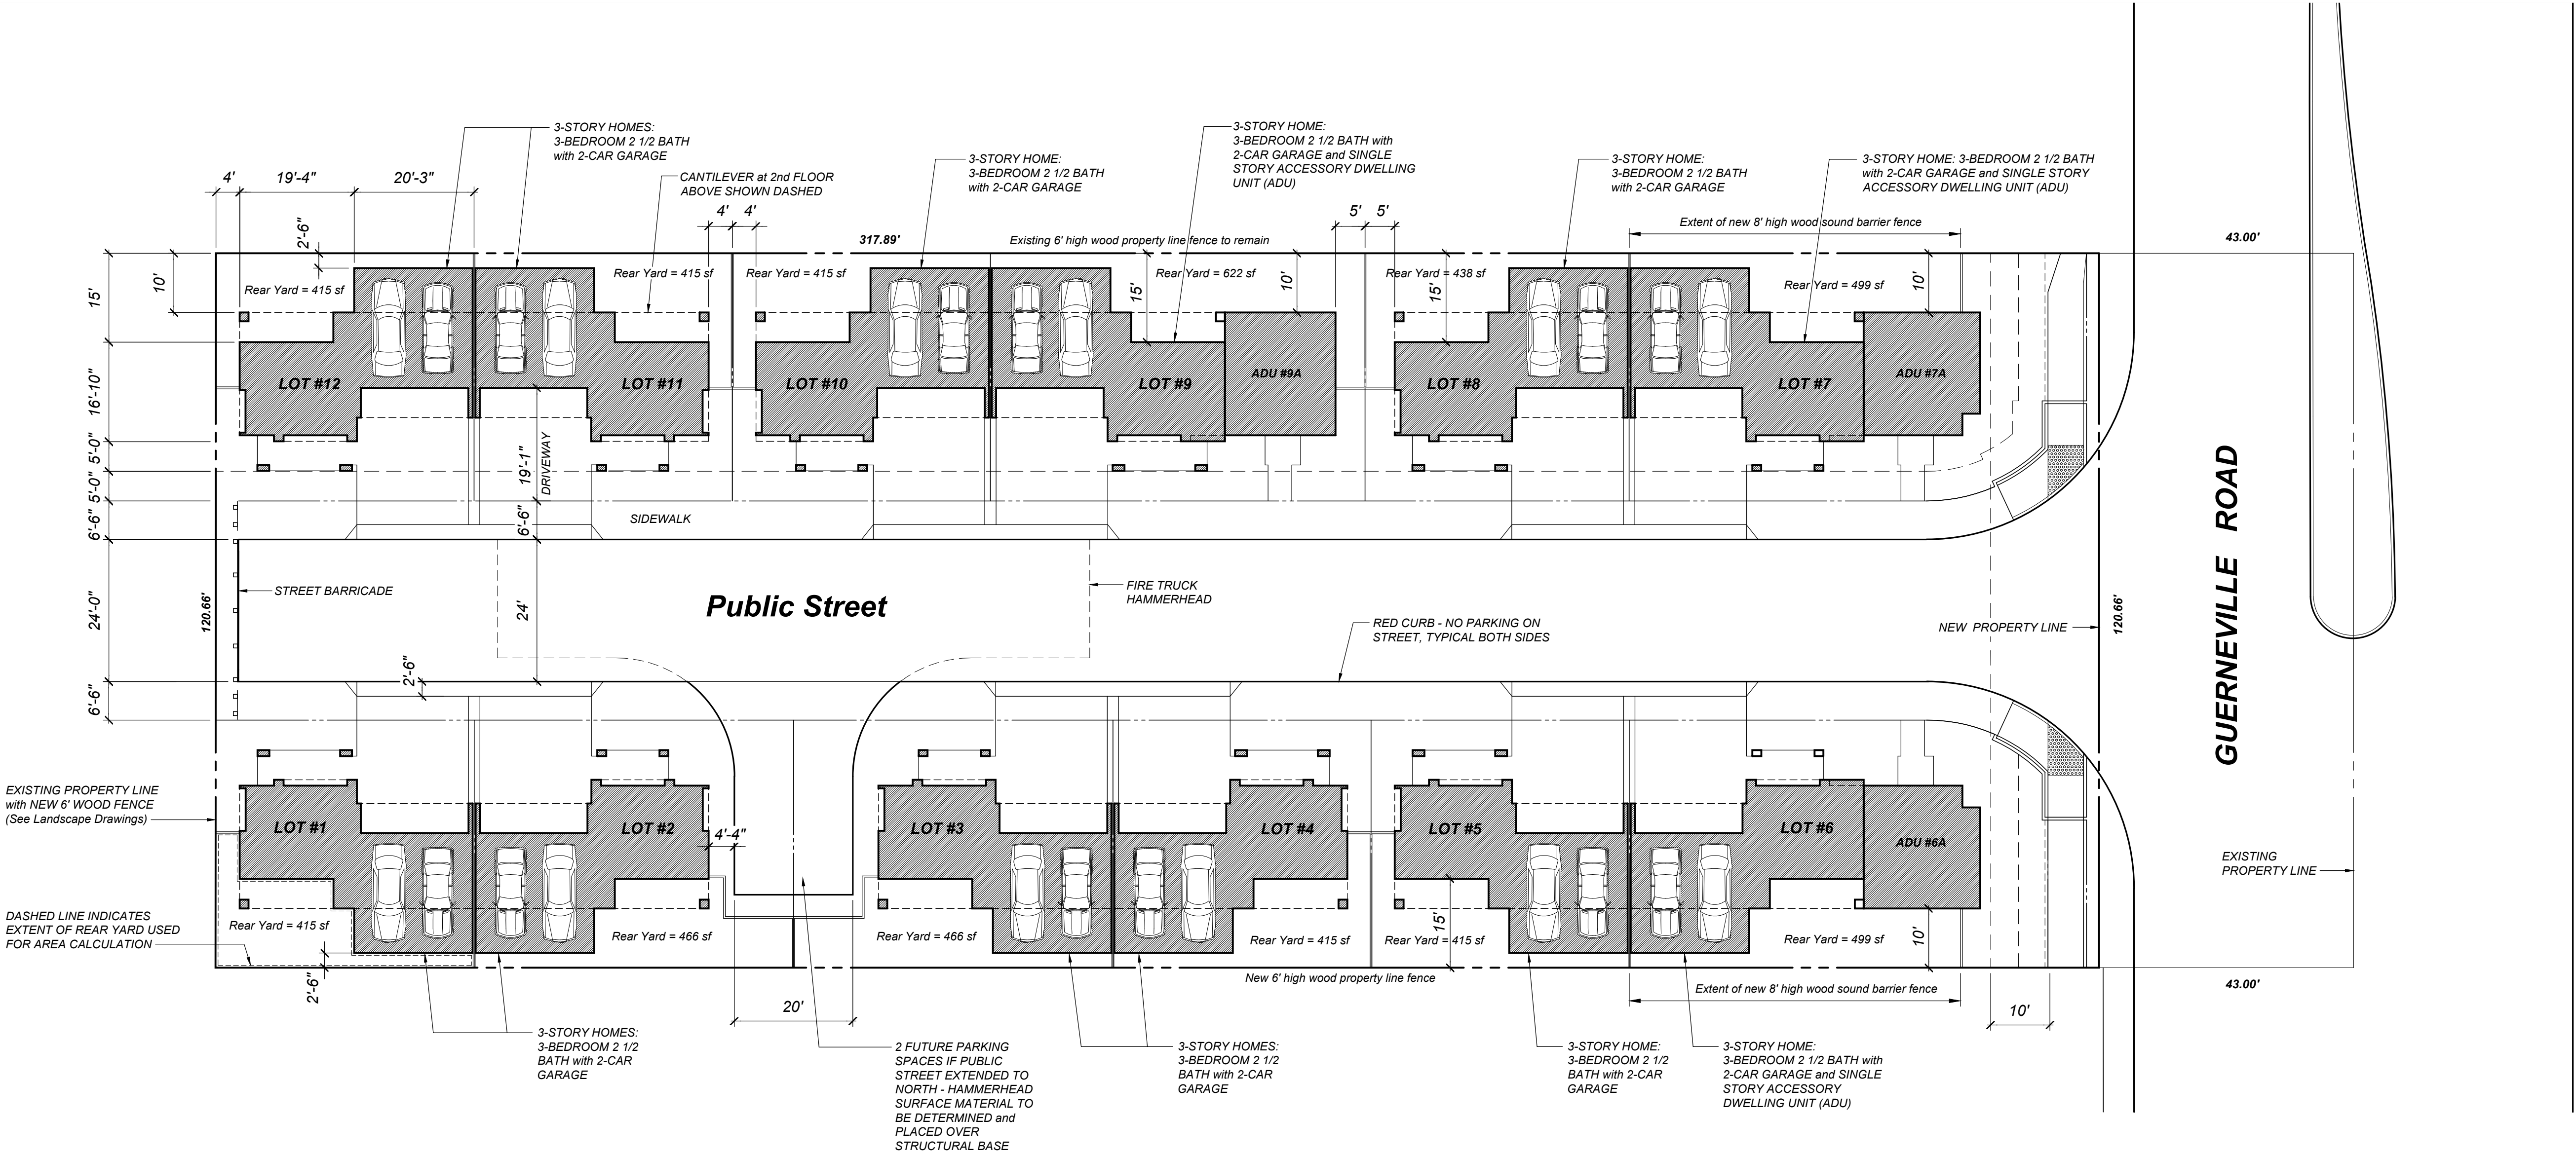 3-STORY HOMES:
3-BEDROOM 2 1/2 BATH
with 2-CAR GARAGE
3-STORY HOME:
3-BEDROOM 2 1/2 BATH with
2-CAR GARAGE and SINGLE
STORY ACCESSORY DWELLING
UNIT (ADU)
3-STORY HOME:
3-BEDROOM 2 1/2 BATH
with 2-CAR GARAGE
3-STORY HOME:
3-BEDROOM 2 1/2 BATH
with 2-CAR GARAGE
3-STORY HOME: 3-BEDROOM 2 1/2 BATH
with 2-CAR GARAGE and SINGLE STORY
ACCESSORY DWELLING UNIT (ADU)
4'
19'-4"
20'-3"
CANTILEVER at 2nd FLOOR
ABOVE SHOWN DASHED
4'
4'
5'
5'
Extent of new 8' high wood sound barrier fence
2'-6"
317.89'
Existing 6' high wood property line fence to remain
43.00'
15'
10'
Rear Yard = 415 sf
Rear Yard = 415 sf
Rear Yard = 415 sf
15'
Rear Yard = 622 sf
10'
Rear Yard = 438 sf
15'
Rear Yard = 499 sf
10'
16'-10"
LOT #12
LOT #11
LOT #10
LOT #9
ADU #9A
LOT #8
LOT #7
ADU #7A
5'-0"
5'-0"
19'-1"
DRIVEWAY
6'-6"
6'-6"
SIDEWALK
GUERNEVILLE ROAD
24'-0"
120.66'
STREET BARRICADE
24'
Public Street
FIRE TRUCK
HAMMERHEAD
RED CURB - NO PARKING ON
STREET, TYPICAL BOTH SIDES
NEW PROPERTY LINE
120.66'
2'-6"
6'-6"
EXISTING PROPERTY LINE
with NEW 6' WOOD FENCE
(See Landscape Drawings)
LOT #1
LOT #2
4'-4"
LOT #3
LOT #4
LOT #5
LOT #6
ADU #6A
EXISTING
PROPERTY LINE
DASHED LINE INDICATES
EXTENT OF REAR YARD USED
FOR AREA CALCULATION
Rear Yard = 415 sf
Rear Yard = 466 sf
Rear Yard = 466 sf
Rear Yard = 415 sf
Rear Yard = 415 sf
15'
Rear Yard = 499 sf
10'
2'-6"
New 6' high wood property line fence
Extent of new 8' high wood sound barrier fence
43.00'
20'
10'
3-STORY HOMES:
3-BEDROOM 2 1/2
BATH with 2-CAR
GARAGE
2 FUTURE PARKING
SPACES IF PUBLIC
STREET EXTENDED TO
NORTH - HAMMERHEAD
SURFACE MATERIAL TO
BE DETERMINED and
PLACED OVER
STRUCTURAL BASE
3-STORY HOMES:
3-BEDROOM 2 1/2
BATH with 2-CAR
GARAGE
3-STORY HOME:
3-BEDROOM 2 1/2
BATH with 2-CAR
GARAGE
3-STORY HOME:
3-BEDROOM 2 1/2 BATH with
2-CAR GARAGE and SINGLE
STORY ACCESSORY
DWELLING UNIT (ADU)